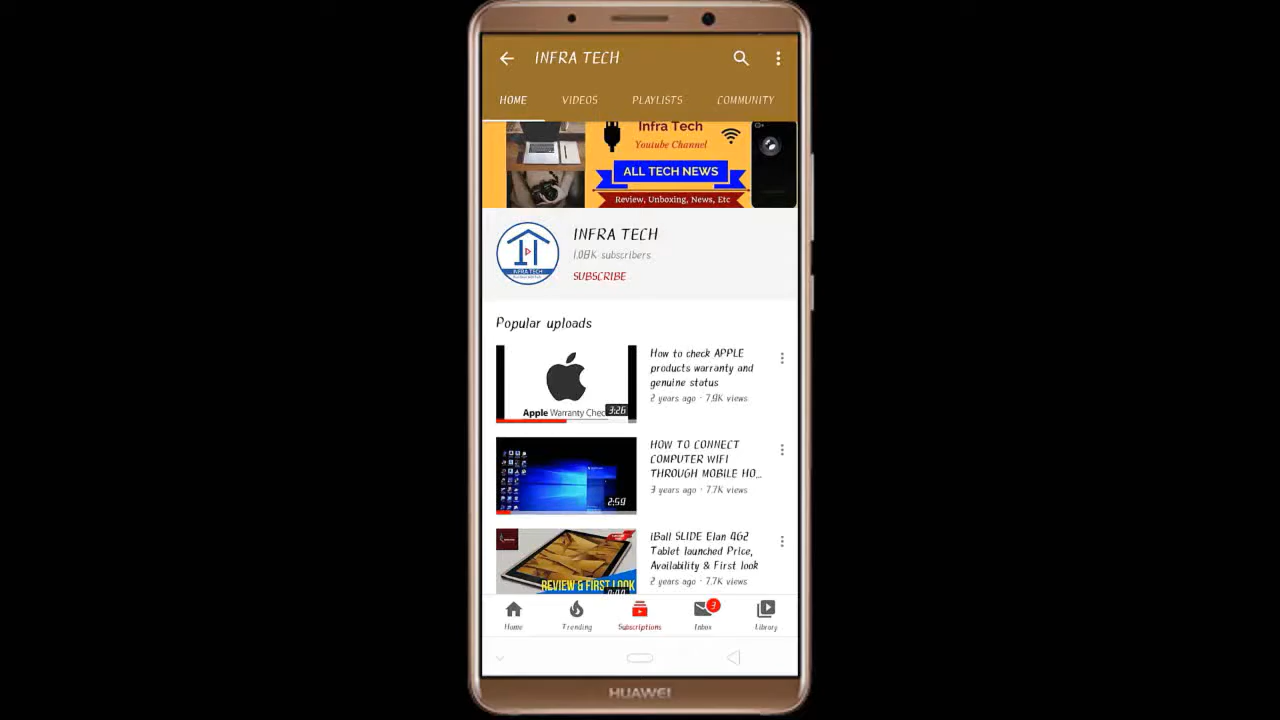 INFRA TECH
HOME VIDEOS PLAYLISTS COMMUNITY
Infra Tech
Youtube Channel
ALL TECH NEWS
Review, Unboxing, News, Etc
INFRA TECH
INFRA TECH
1.08K subscribers
SUBSCRIBE
Popular uploads
How to check APPLE
products warranty and
genuine status
2 years ago · 7.9K views
Apple Warranty Chec
3:26
HOW TO CONNECT
COMPUTER WIFI
THROUGH MOBILE HO...
3 years ago · 7.7K views
2:59
iBall SLIDE Elan 4G2
Tablet launched Price,
Availability & First look
2 years ago · 7.7K views
REVIEW & FIRST LOOK
Home Trending Subscriptions Inbox Library
3
HUAWEI